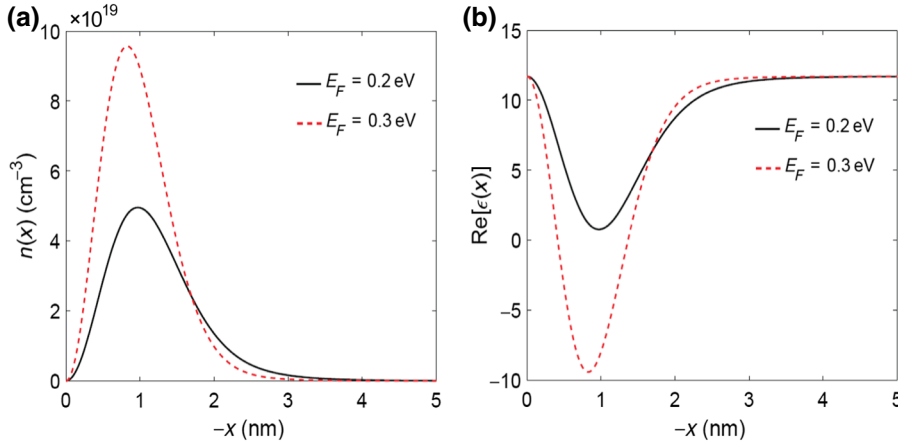 (a)
×10¹⁹
10
8
6
4
2
0
n(x) (cm⁻³)
E_F = 0.2 eV
E_F = 0.3 eV
0 1 2 3 4 5
−x (nm)
(b)
15
10
5
0
−5
−10
Re[ϵ(x)]
E_F = 0.2 eV
E_F = 0.3 eV
0 1 2 3 4 5
−x (nm)